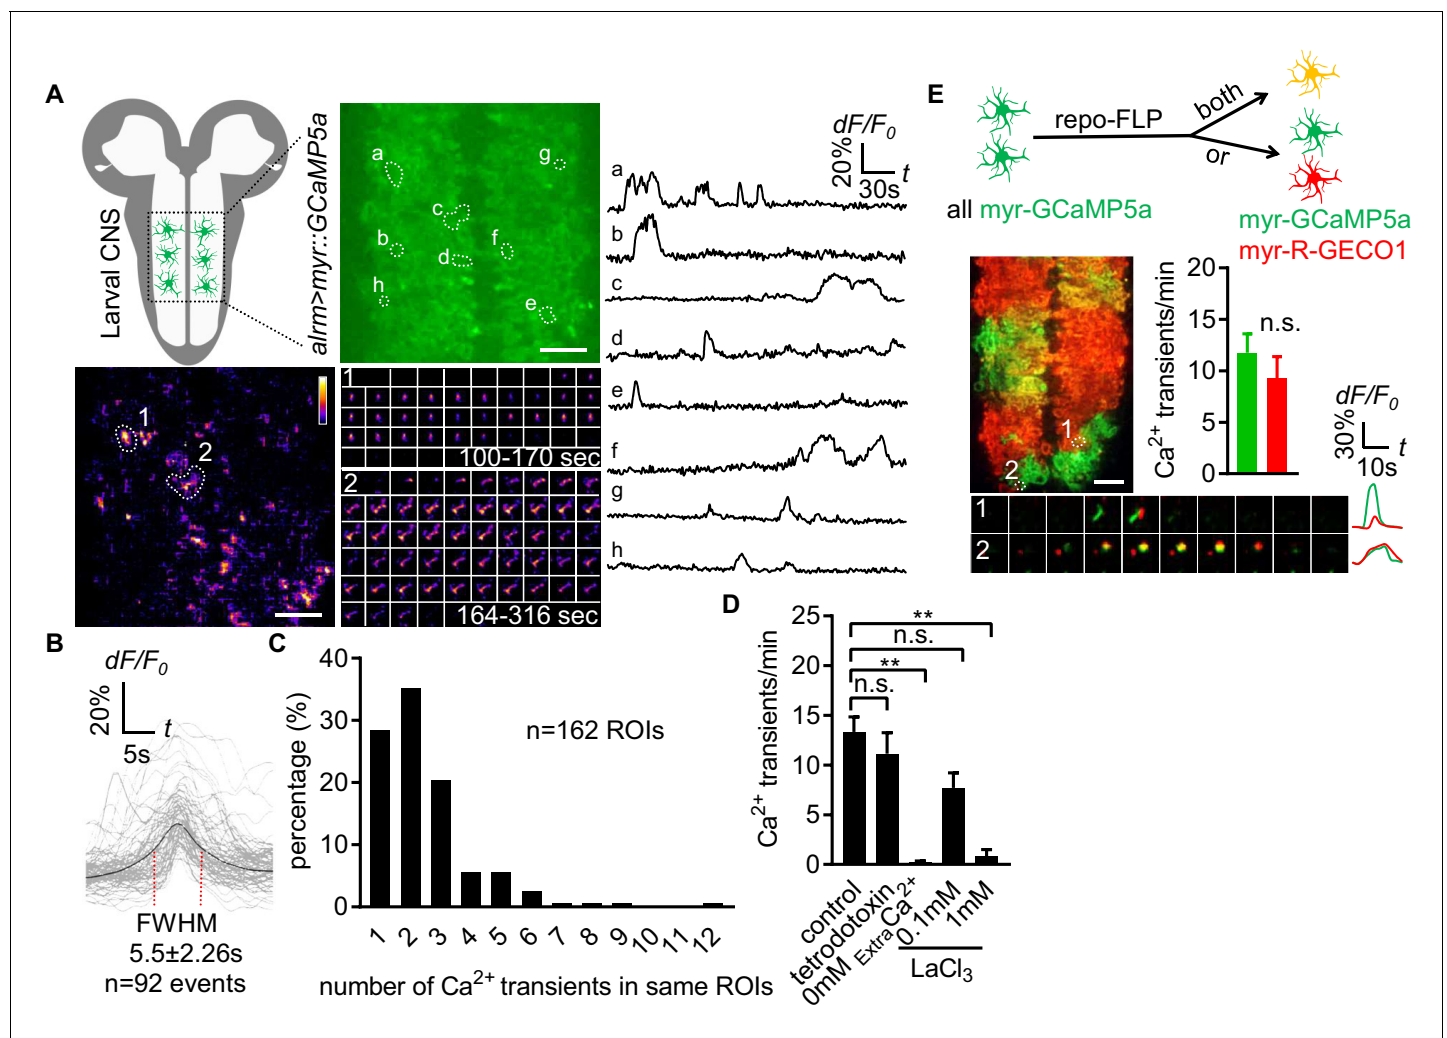 A
Larval CNS
alrm>myr::GCaMP5a
a
b
c
d
e
f
g
h
dF/F0
20%
30s
t
a
b
c
d
e
f
g
h
1
2
1
100-170 sec
2
164-316 sec
B
dF/F0
20%
5s
t
FWHM
5.5±2.26s
n=92 events
C
percentage (%)
40
30
20
10
0
n=162 ROIs
1 2 3 4 5 6 7 8 9 10 11 12
number of Ca2+ transients in same ROIs
D
Ca2+ transients/min
25
20
15
10
5
0
**
n.s.
**
n.s.
control
tetrodotoxin
0mM Extra Ca2+
0.1mM
1mM
LaCl3
E
repo-FLP
both
or
all myr-GCaMP5a
myr-GCaMP5a
myr-R-GECO1
1
2
Ca2+ transients/min
20
15
10
5
0
n.s.
dF/F0
30%
10s
t
1
2